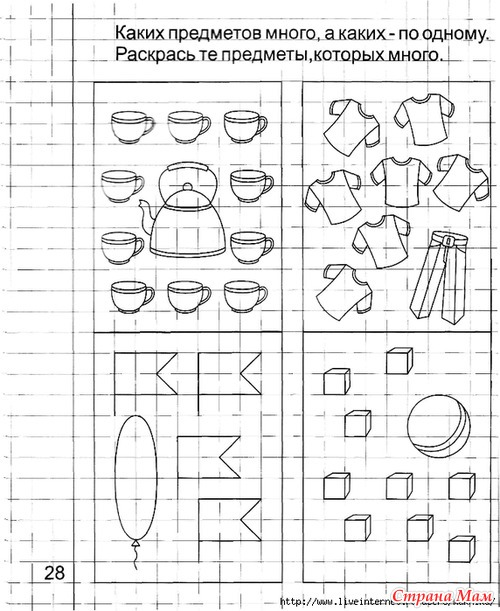 Каких предметов много, а каких - по одному.
Раскрась те предметы,которых много.
28
Страна Мам
http://www.liveinternet.